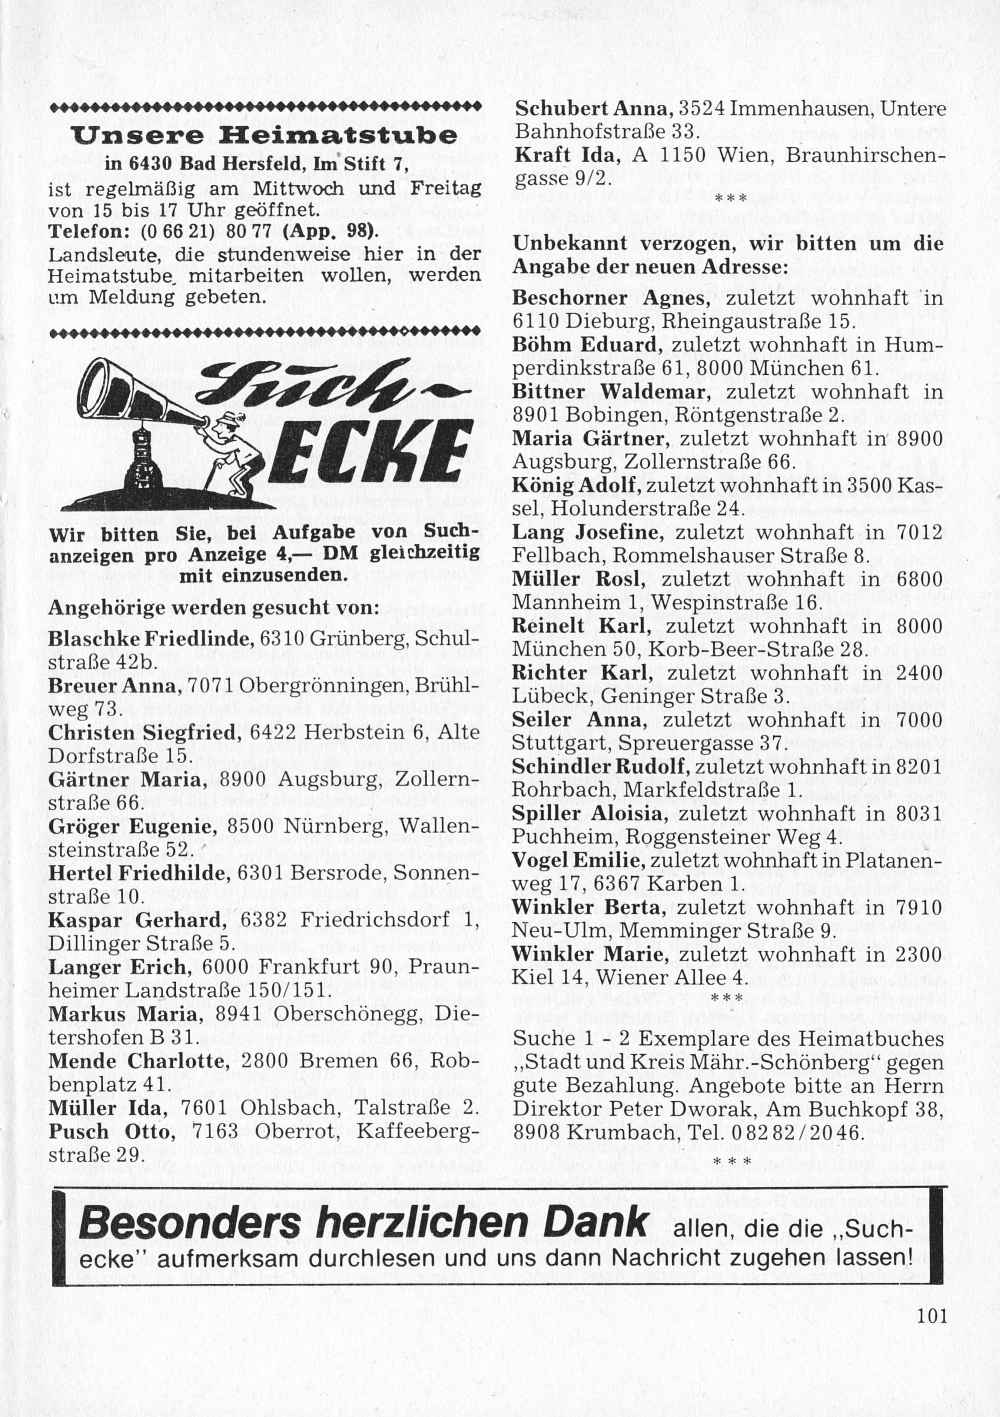 Unsere Heimatstube
in 6430 Bad Hersfeld, Im Stift 7,
ist regelmäßig am Mittwoch und Freitag
von 15 bis 17 Uhr geöffnet.
Telefon: (0 66 21) 80 77 (App. 98).
Landsleute, die stundenweise hier in der
Heimatstube mitarbeiten wollen, werden
um Meldung gebeten.
Such-
ECKE
Wir bitten Sie, bei Aufgabe von Such-
anzeigen pro Anzeige 4,— DM gleichzeitig
mit einzusenden.
Angehörige werden gesucht von:
Blaschke Friedlinde, 6310 Grünberg, Schul-
straße 42b.
Breuer Anna, 7071 Obergrönningen, Brühl-
weg 73.
Christen Siegfried, 6422 Herbstein 6, Alte
Dorfstraße 15.
Gärtner Maria, 8900 Augsburg, Zollern-
straße 66.
Gröger Eugenie, 8500 Nürnberg, Wallen-
steinstraße 52.
Hertel Friedhilde, 6301 Bersrode, Sonnen-
straße 10.
Kaspar Gerhard, 6382 Friedrichsdorf 1,
Dillinger Straße 5.
Langer Erich, 6000 Frankfurt 90, Praun-
heimer Landstraße 150/151.
Markus Maria, 8941 Oberschönegg, Die-
tershofen B 31.
Mende Charlotte, 2800 Bremen 66, Rob-
benplatz 41.
Müller Ida, 7601 Ohlsbach, Talstraße 2.
Pusch Otto, 7163 Oberrot, Kaffeeberg-
straße 29.
Schubert Anna, 3524 Immenhausen, Untere
Bahnhofstraße 33.
Kraft Ida, A 1150 Wien, Braunhirschen-
gasse 9/2.
***
Unbekannt verzogen, wir bitten um die
Angabe der neuen Adresse:
Beschorner Agnes, zuletzt wohnhaft in
6110 Dieburg, Rheingaustraße 15.
Böhm Eduard, zuletzt wohnhaft in Hum-
perdinkstraße 61, 8000 München 61.
Bittner Waldemar, zuletzt wohnhaft in
8901 Bobingen, Röntgenstraße 2.
Maria Gärtner, zuletzt wohnhaft in 8900
Augsburg, Zollernstraße 66.
König Adolf, zuletzt wohnhaft in 3500 Kas-
sel, Holunderstraße 24.
Lang Josefine, zuletzt wohnhaft in 7012
Fellbach, Rommelshauser Straße 8.
Müller Rosl, zuletzt wohnhaft in 6800
Mannheim 1, Wespinstraße 16.
Reinelt Karl, zuletzt wohnhaft in 8000
München 50, Korb-Beer-Straße 28.
Richter Karl, zuletzt wohnhaft in 2400
Lübeck, Geninger Straße 3.
Seiler Anna, zuletzt wohnhaft in 7000
Stuttgart, Spreuergasse 37.
Schindler Rudolf, zuletzt wohnhaft in 8201
Rohrbach, Markfeldstraße 1.
Spiller Aloisia, zuletzt wohnhaft in 8031
Puchheim, Roggensteiner Weg 4.
Vogel Emilie, zuletzt wohnhaft in Platanen-
weg 17, 6367 Karben 1.
Winkler Berta, zuletzt wohnhaft in 7910
Neu-Ulm, Memminger Straße 9.
Winkler Marie, zuletzt wohnhaft in 2300
Kiel 14, Wiener Allee 4.
***
Suche 1 - 2 Exemplare des Heimatbuches
„Stadt und Kreis Mähr.-Schönberg“ gegen
gute Bezahlung. Angebote bitte an Herrn
Direktor Peter Dworak, Am Buchkopf 38,
8908 Krumbach, Tel. 0 82 82 / 20 46.
***
Besonders herzlichen Dank allen, die die „Such-
ecke” aufmerksam durchlesen und uns dann Nachricht zugehen lassen!
101